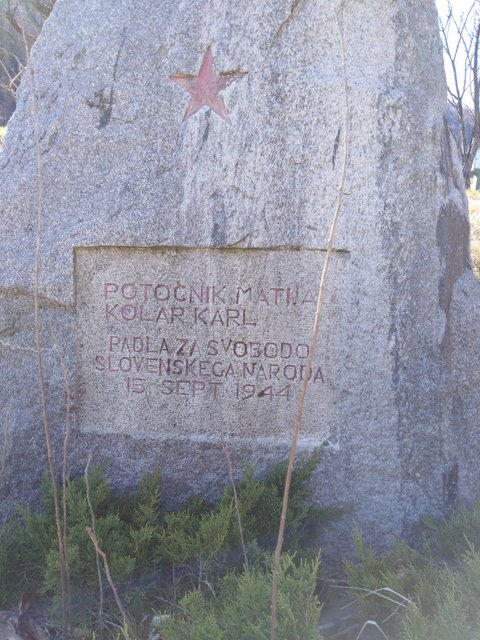 POTOČNIK MATIJA
KOLAR KARL
PADLA ZA SVOBODO
SLOVENSKEGA NARODA
15. SEPT. 1944